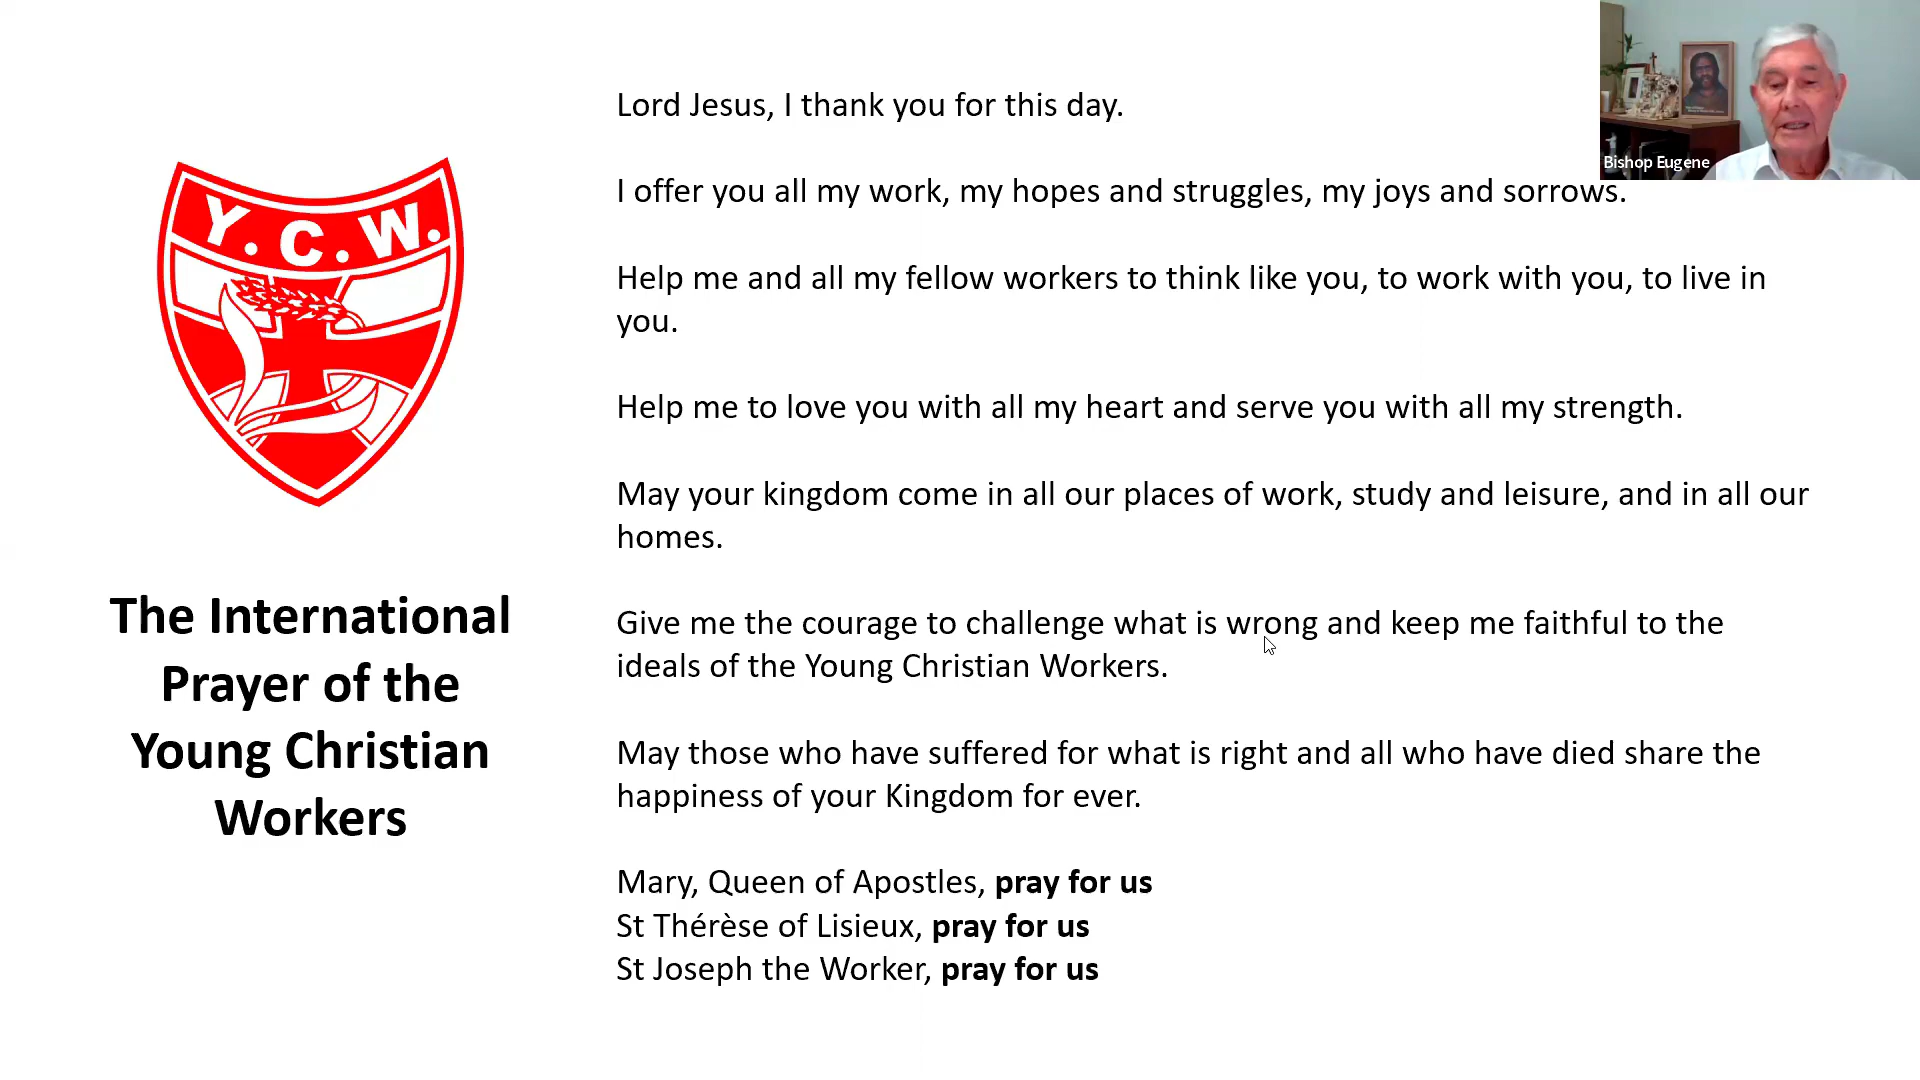 Y.C.W.
The International
Prayer of the
Young Christian
Workers
Lord Jesus, I thank you for this day.
I offer you all my work, my hopes and struggles, my joys and sorrows.
Help me and all my fellow workers to think like you, to work with you, to live in
you.
Help me to love you with all my heart and serve you with all my strength.
May your kingdom come in all our places of work, study and leisure, and in all our
homes.
Give me the courage to challenge what is wrong and keep me faithful to the
ideals of the Young Christian Workers.
May those who have suffered for what is right and all who have died share the
happiness of your Kingdom for ever.
Mary, Queen of Apostles, pray for us
St Thérèse of Lisieux, pray for us
St Joseph the Worker, pray for us
Bishop Eugene